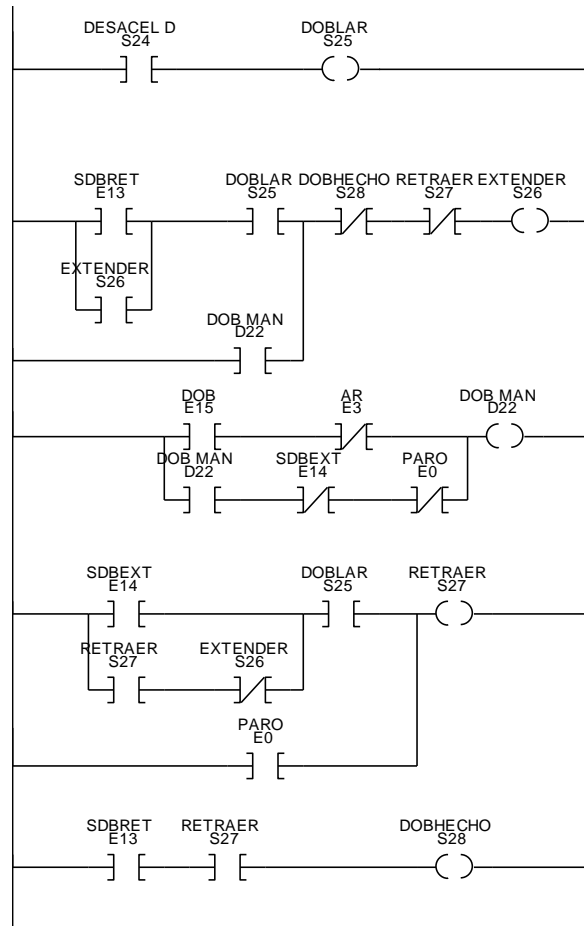 DESACEL D DOBLAR
S24 S25
SDBRET DOBLAR DOBHECHO RETRAER EXTENDER
E13 S25 S28 S27 S26
EXTENDER
S26
DOB MAN
D22
DOB AR DOB MAN
E15 E3 D22
DOB MAN SDBEXT PARO
D22 E14 E0
SDBEXT DOBLAR RETRAER
E14 S25 S27
RETRAER EXTENDER
S27 S26
PARO
E0
SDBRET RETRAER DOBHECHO
E13 S27 S28